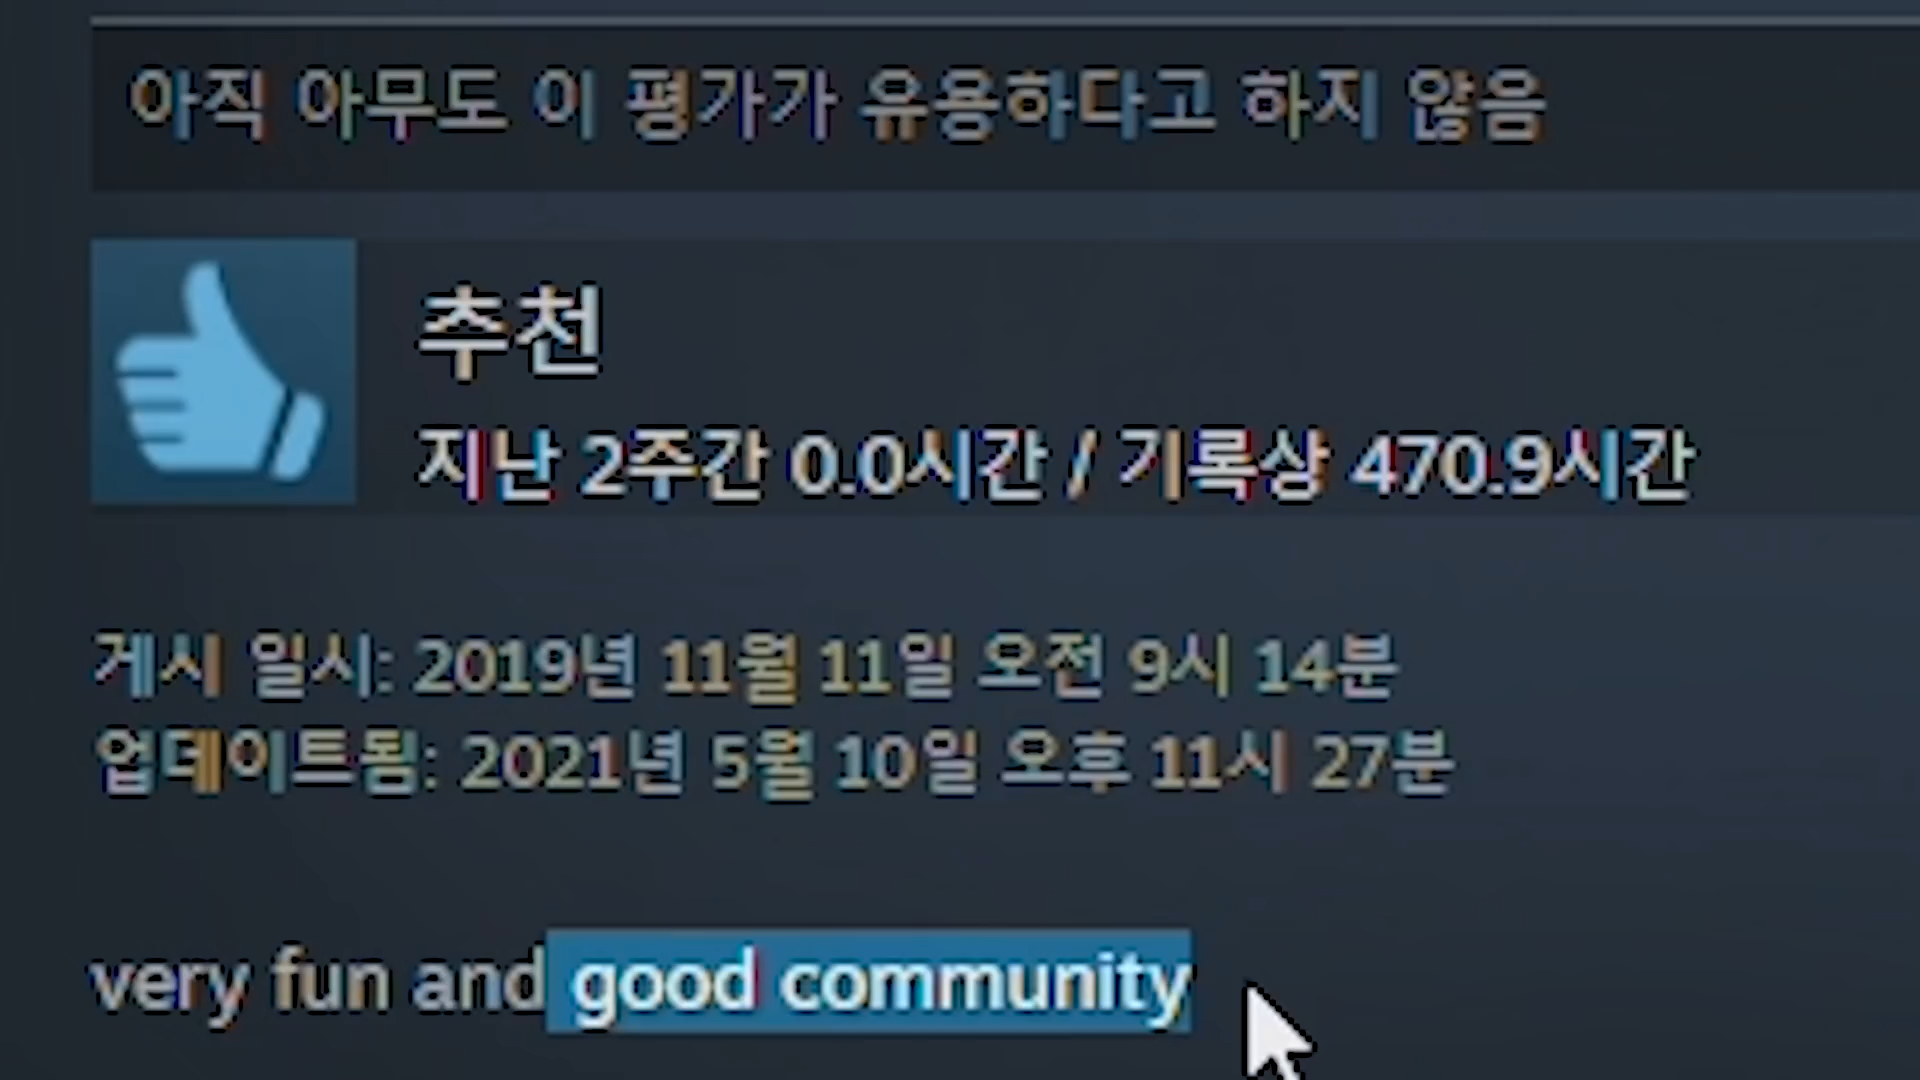 아직 아무도 이 평가가 유용하다고 하지 않음
추천
지난 2주간 0.0시간 / 기록상 470.9시간
게시 일시: 2019년 11월 11일 오전 9시 14분
업데이트됨: 2021년 5월 10일 오후 11시 27분
very fun and good community